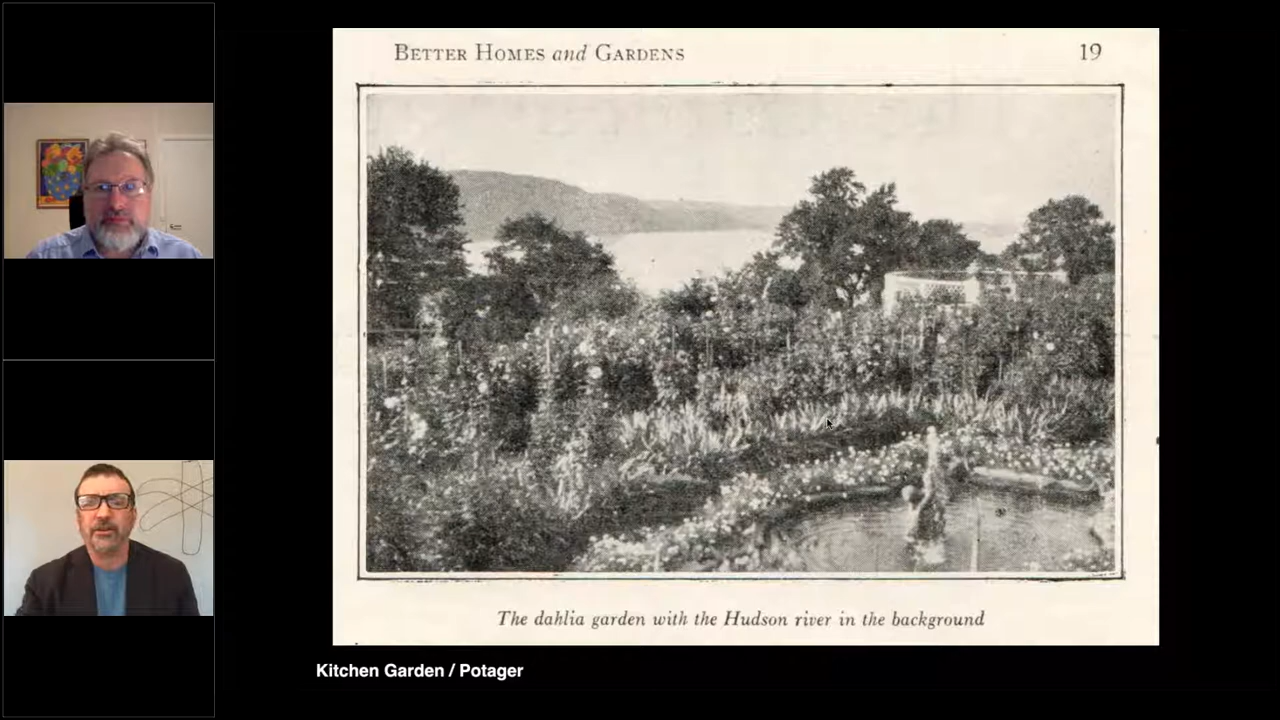 BETTER HOMES and GARDENS 19
The dahlia garden with the Hudson river in the background
Kitchen Garden / Potager